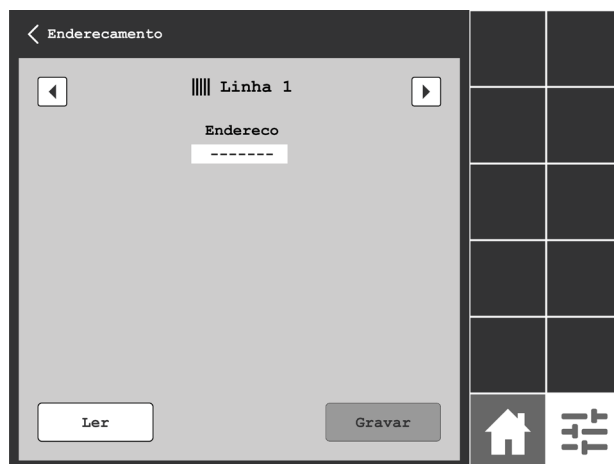 Enderecamento
Linha 1
Endereco
-------
Ler
Gravar